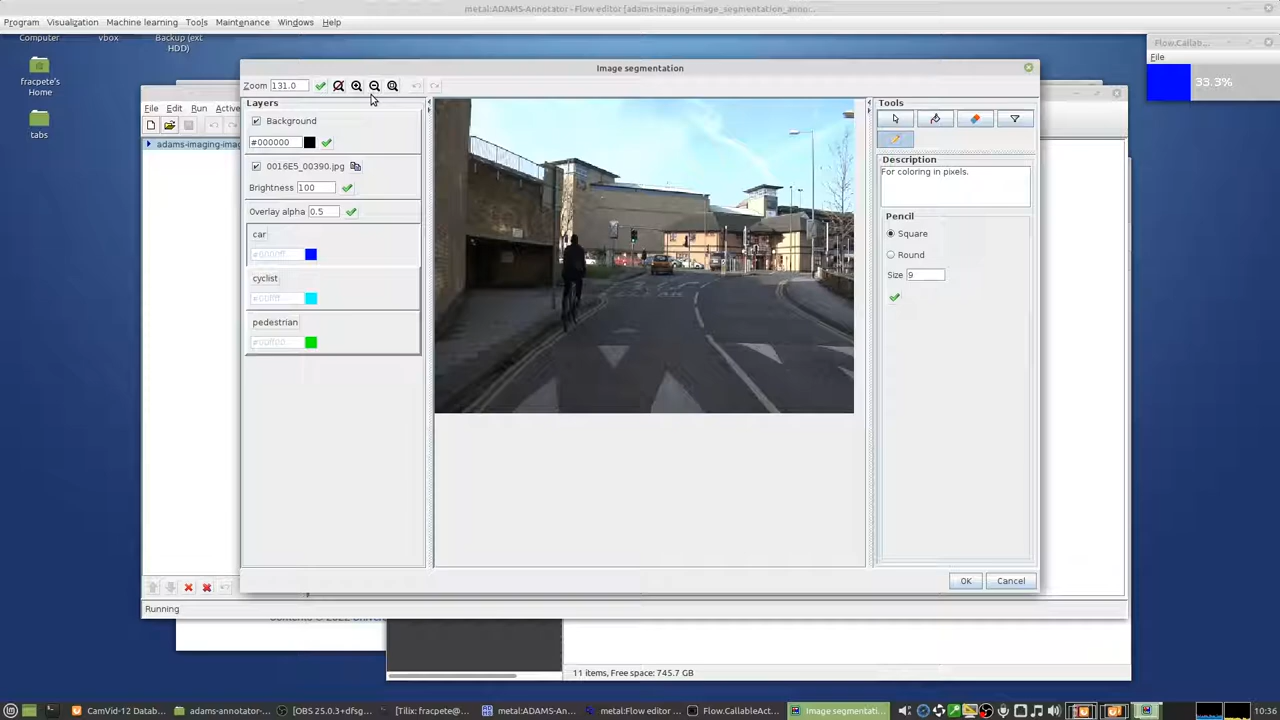 metal:ADAMS-Annotator - Flow editor [adams-imaging-image_segmentation_anno...
Program Visualization Machine learning Tools Maintenance Windows Help
Computer
vbox
Backup (ext HDD)
fracpete's
Home
tabs
Flow.Callab...
File
33.3%
File Edit Run Active
adams-imaging-imag
Image segmentation
Zoom 131.0
Layers
Background
#000000
0016E5_00390.jpg
Brightness 100
Overlay alpha 0.5
car
#0000ff
cyclist
pedestrian
#00ff00
Tools
Description
For coloring in pixels.
Pencil
Square
Round
Size 9
OK Cancel
Running
11 items, Free space: 745.7 GB
CamVid-12 Datab... adams-annotator-... [OBS 25.0.3+dfsg... [Tilix: fracpete@... metal:ADAMS-An... metal:Flow editor ... Flow.CallableAct... Image segmentati... 10:36